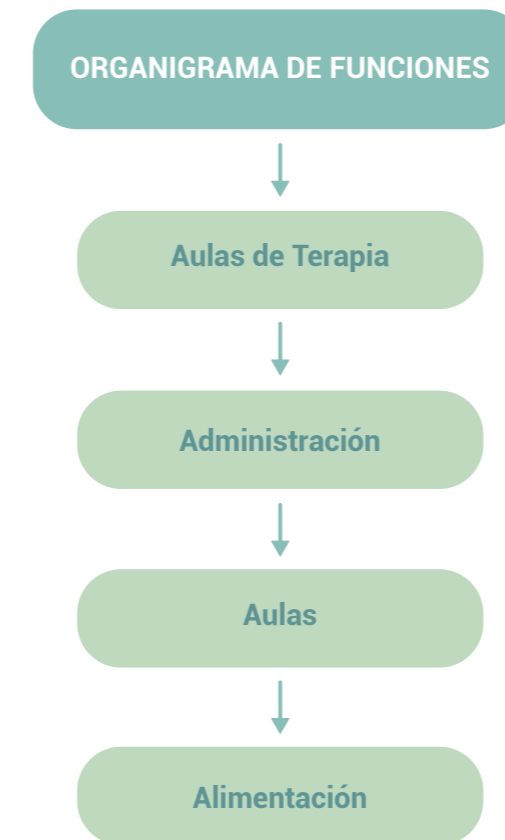 ORGANIGRAMA DE FUNCIONES
Aulas de Terapia
Administración
Aulas
Alimentación